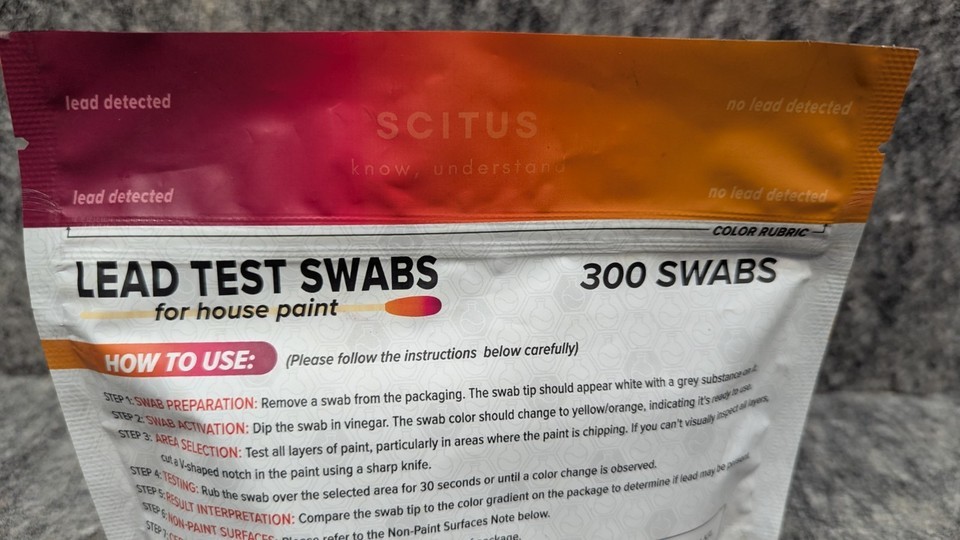 lead detected
no lead detected
SCITUS
know, understand
lead detected
no lead detected
COLOR RUBRIC
LEAD TEST SWABS
300 SWABS
for house paint
HOW TO USE: (Please follow the instructions below carefully)
STEP 1: SWAB PREPARATION: Remove a swab from the packaging. The swab tip should appear white with a grey substance on it.
STEP 2: SWAB ACTIVATION: Dip the swab in vinegar. The swab color should change to yellow/orange, indicating it's ready to use.
STEP 3: AREA SELECTION: Test all layers of paint, particularly in areas where the paint is chipping. If you can't visually inspect all layers,
cut a V-shaped notch in the paint using a sharp knife.
STEP 4: TESTING: Rub the swab over the selected area for 30 seconds or until a color change is observed.
STEP 5: RESULT INTERPRETATION: Compare the swab tip to the color gradient on the package to determine if lead may be present.
STEP 6: NON-PAINT SURFACES: Please refer to the Non-Paint Surfaces Note below.
STEP 7:
package.